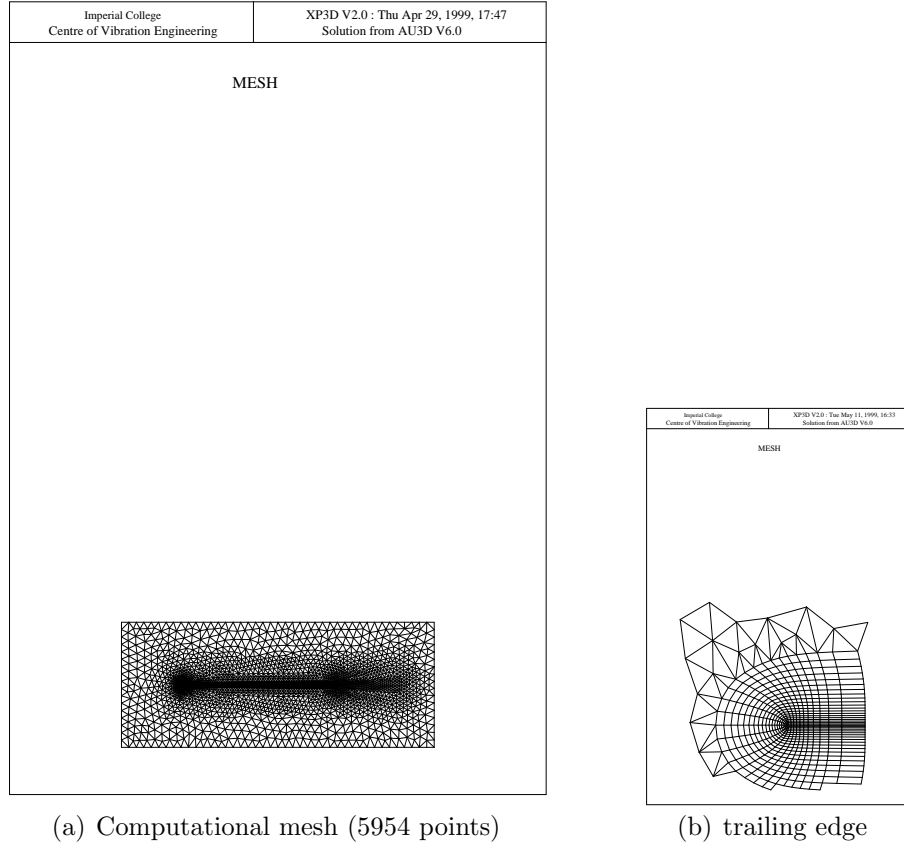 Imperial College
Centre of Vibration Engineering
XP3D V2.0 : Thu Apr 29, 1999, 17:47
Solution from AU3D V6.0
MESH
Imperial College
Centre of Vibration Engineering
XP3D V2.0 : Tue May 11, 1999, 16:33
Solution from AU3D V6.0
MESH
(a) Computational mesh (5954 points)
(b) trailing edge